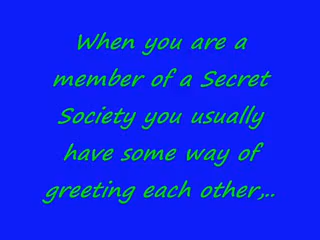 When you are a
member of a Secret
Society you usually
have some way of
greeting each other,..